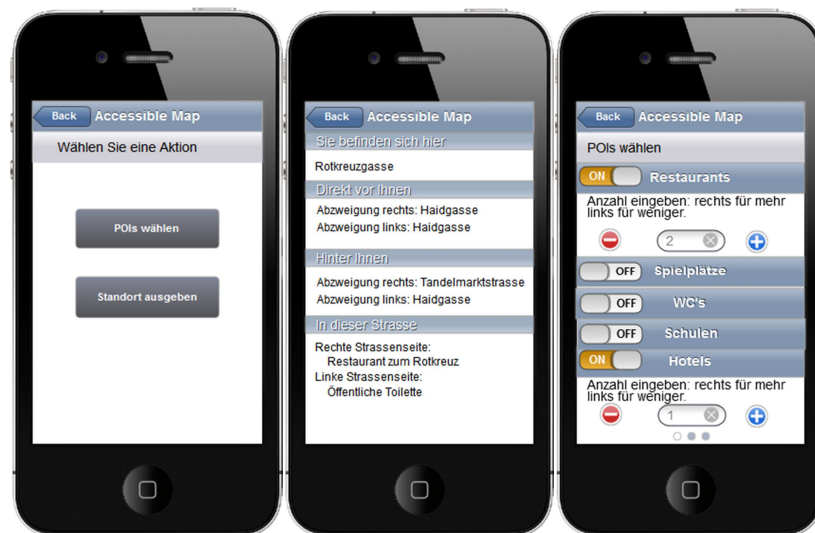 Back Accessible Map
Wählen Sie eine Aktion
POIs wählen
Standort ausgeben
Back Accessible Map
Sie befinden sich hier
Rotkreuzgasse
Direkt vor Ihnen
Abzweigung rechts: Haidgasse
Abzweigung links: Haidgasse
Hinter Ihnen
Abzweigung rechts: Tandelmarktstrasse
Abzweigung links: Haidgasse
In dieser Strasse
Rechte Strassenseite:
Restaurant zum Rotkreuz
Linke Strassenseite:
Öffentliche Toilette
Back Accessible Map
POIs wählen
ON Restaurants
Anzahl eingeben: rechts für mehr
links für weniger.
2
OFF Spielplätze
OFF WC's
OFF Schulen
ON Hotels
Anzahl eingeben: rechts für mehr
links für weniger.
1